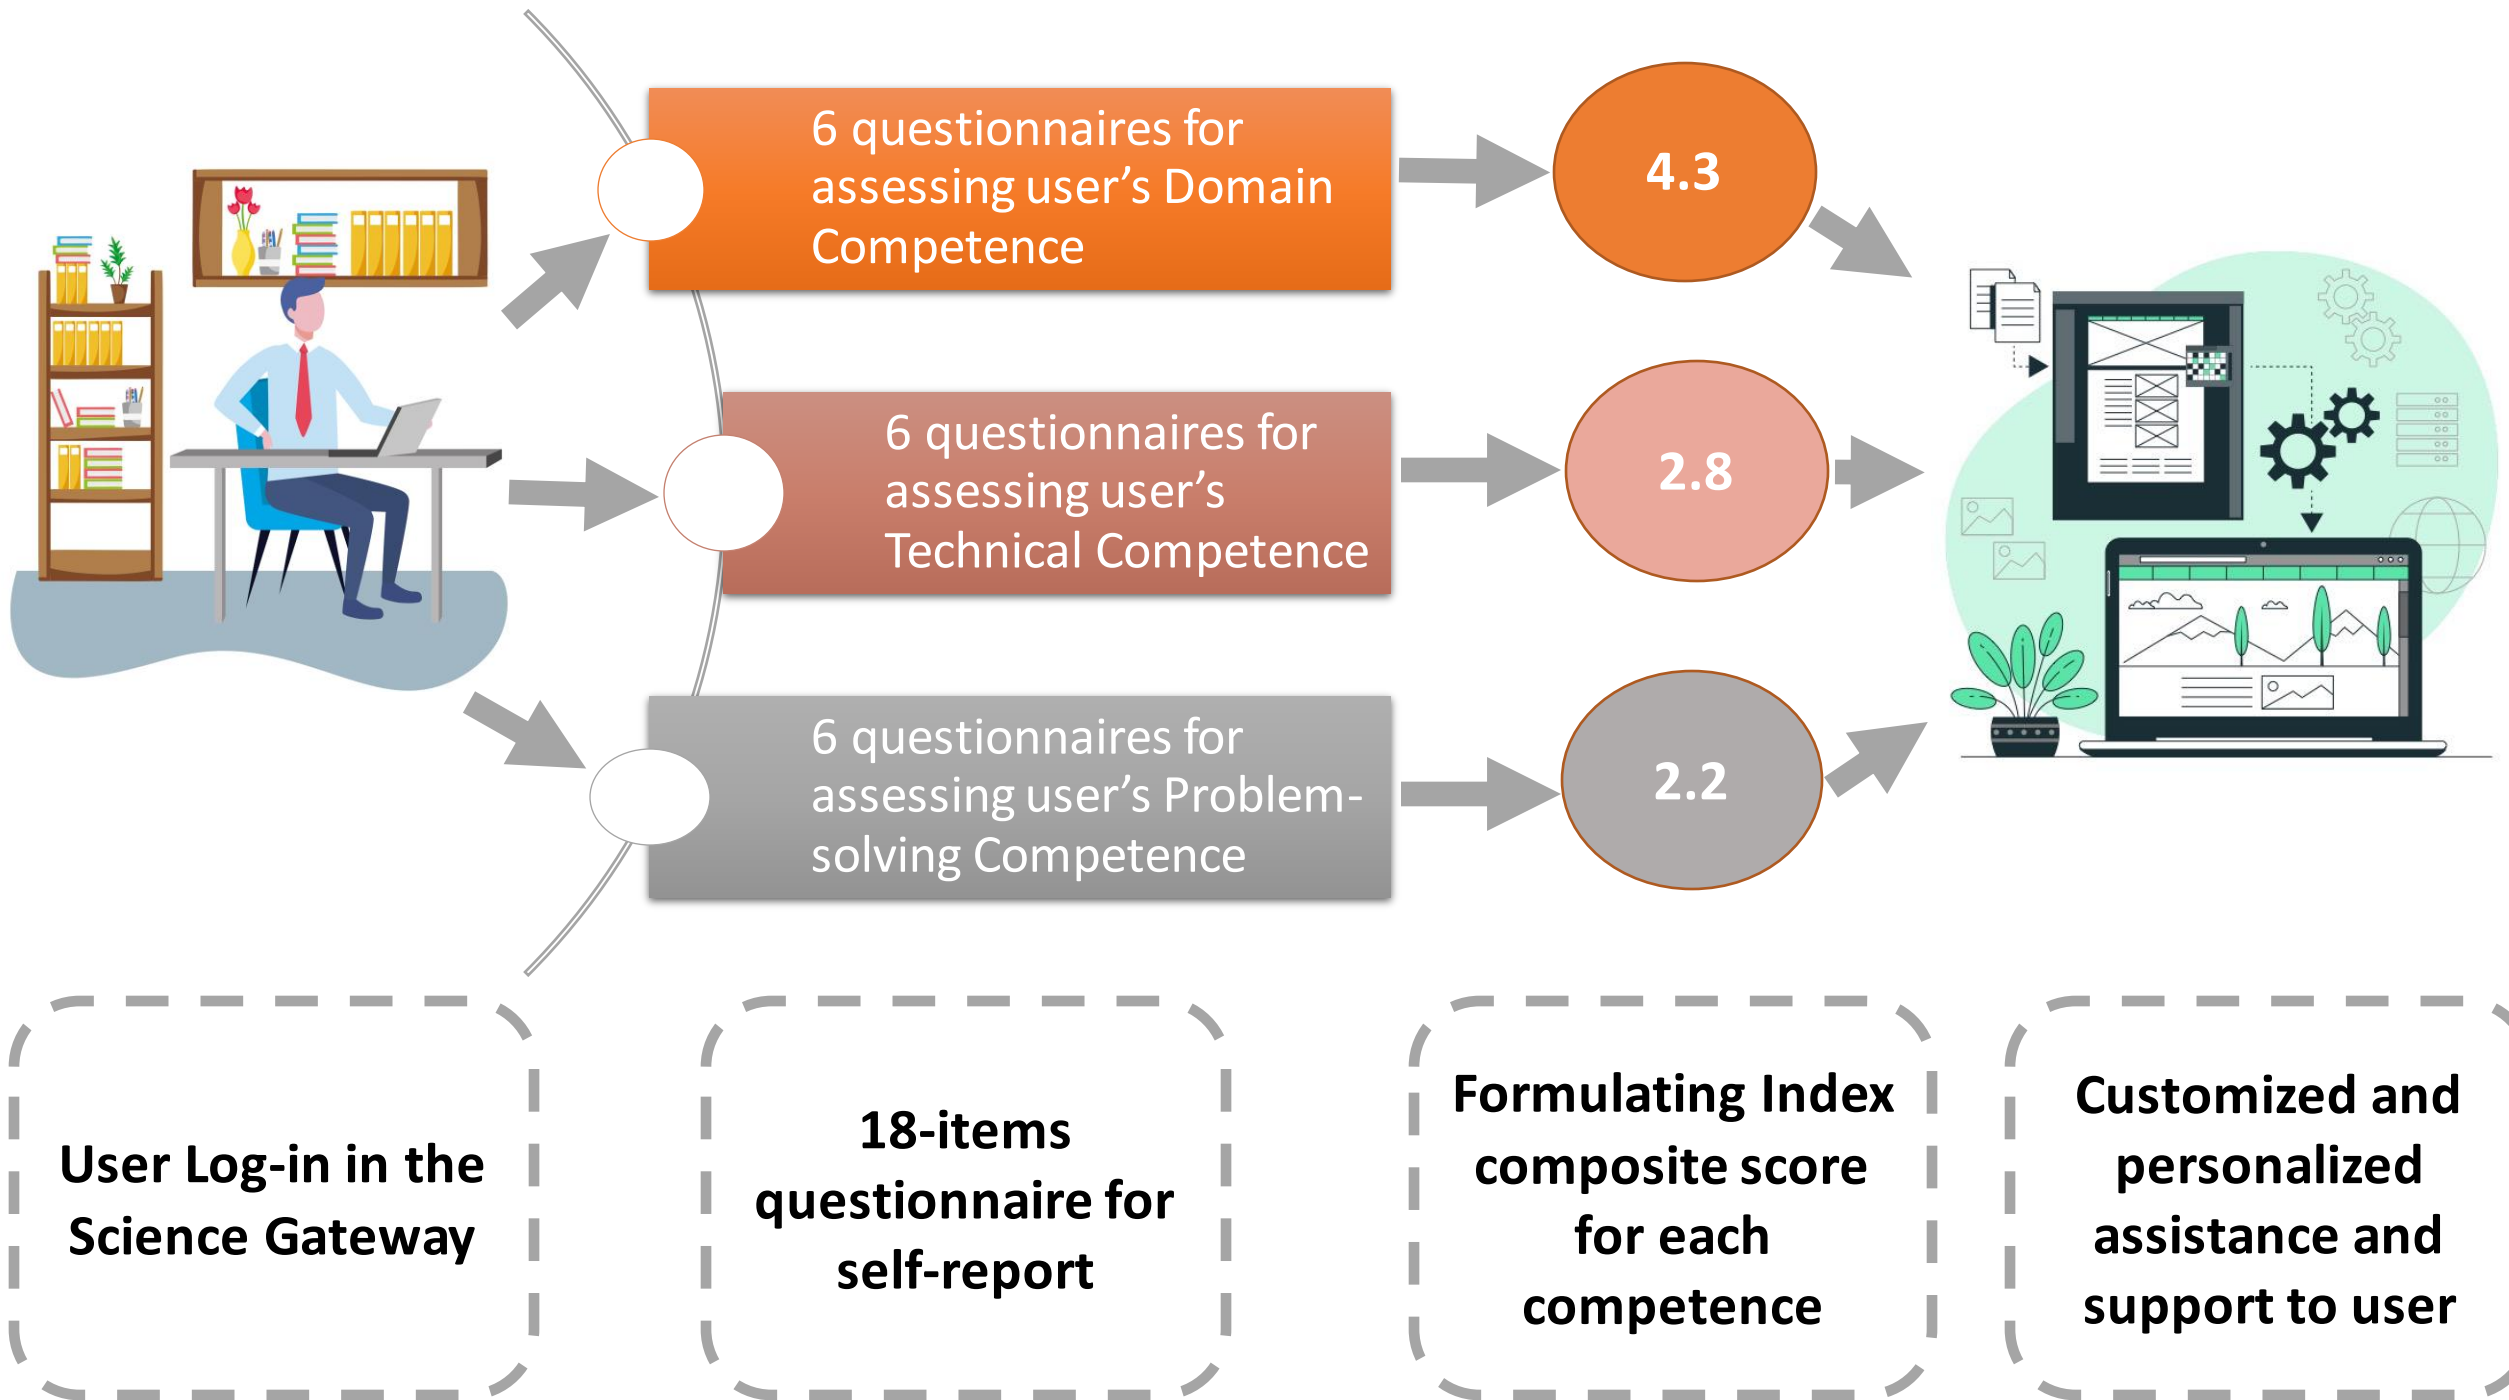 6 questionnaires for
assessing user’s Domain
Competence
4.3
6 questionnaires for
assessing user’s
Technical Competence
2.8
6 questionnaires for
assessing user’s Problem-
solving Competence
2.2
User Log-in in the
Science Gateway
18-items
questionnaire for
self-report
Formulating Index
composite score
for each
competence
Customized and
personalized
assistance and
support to user